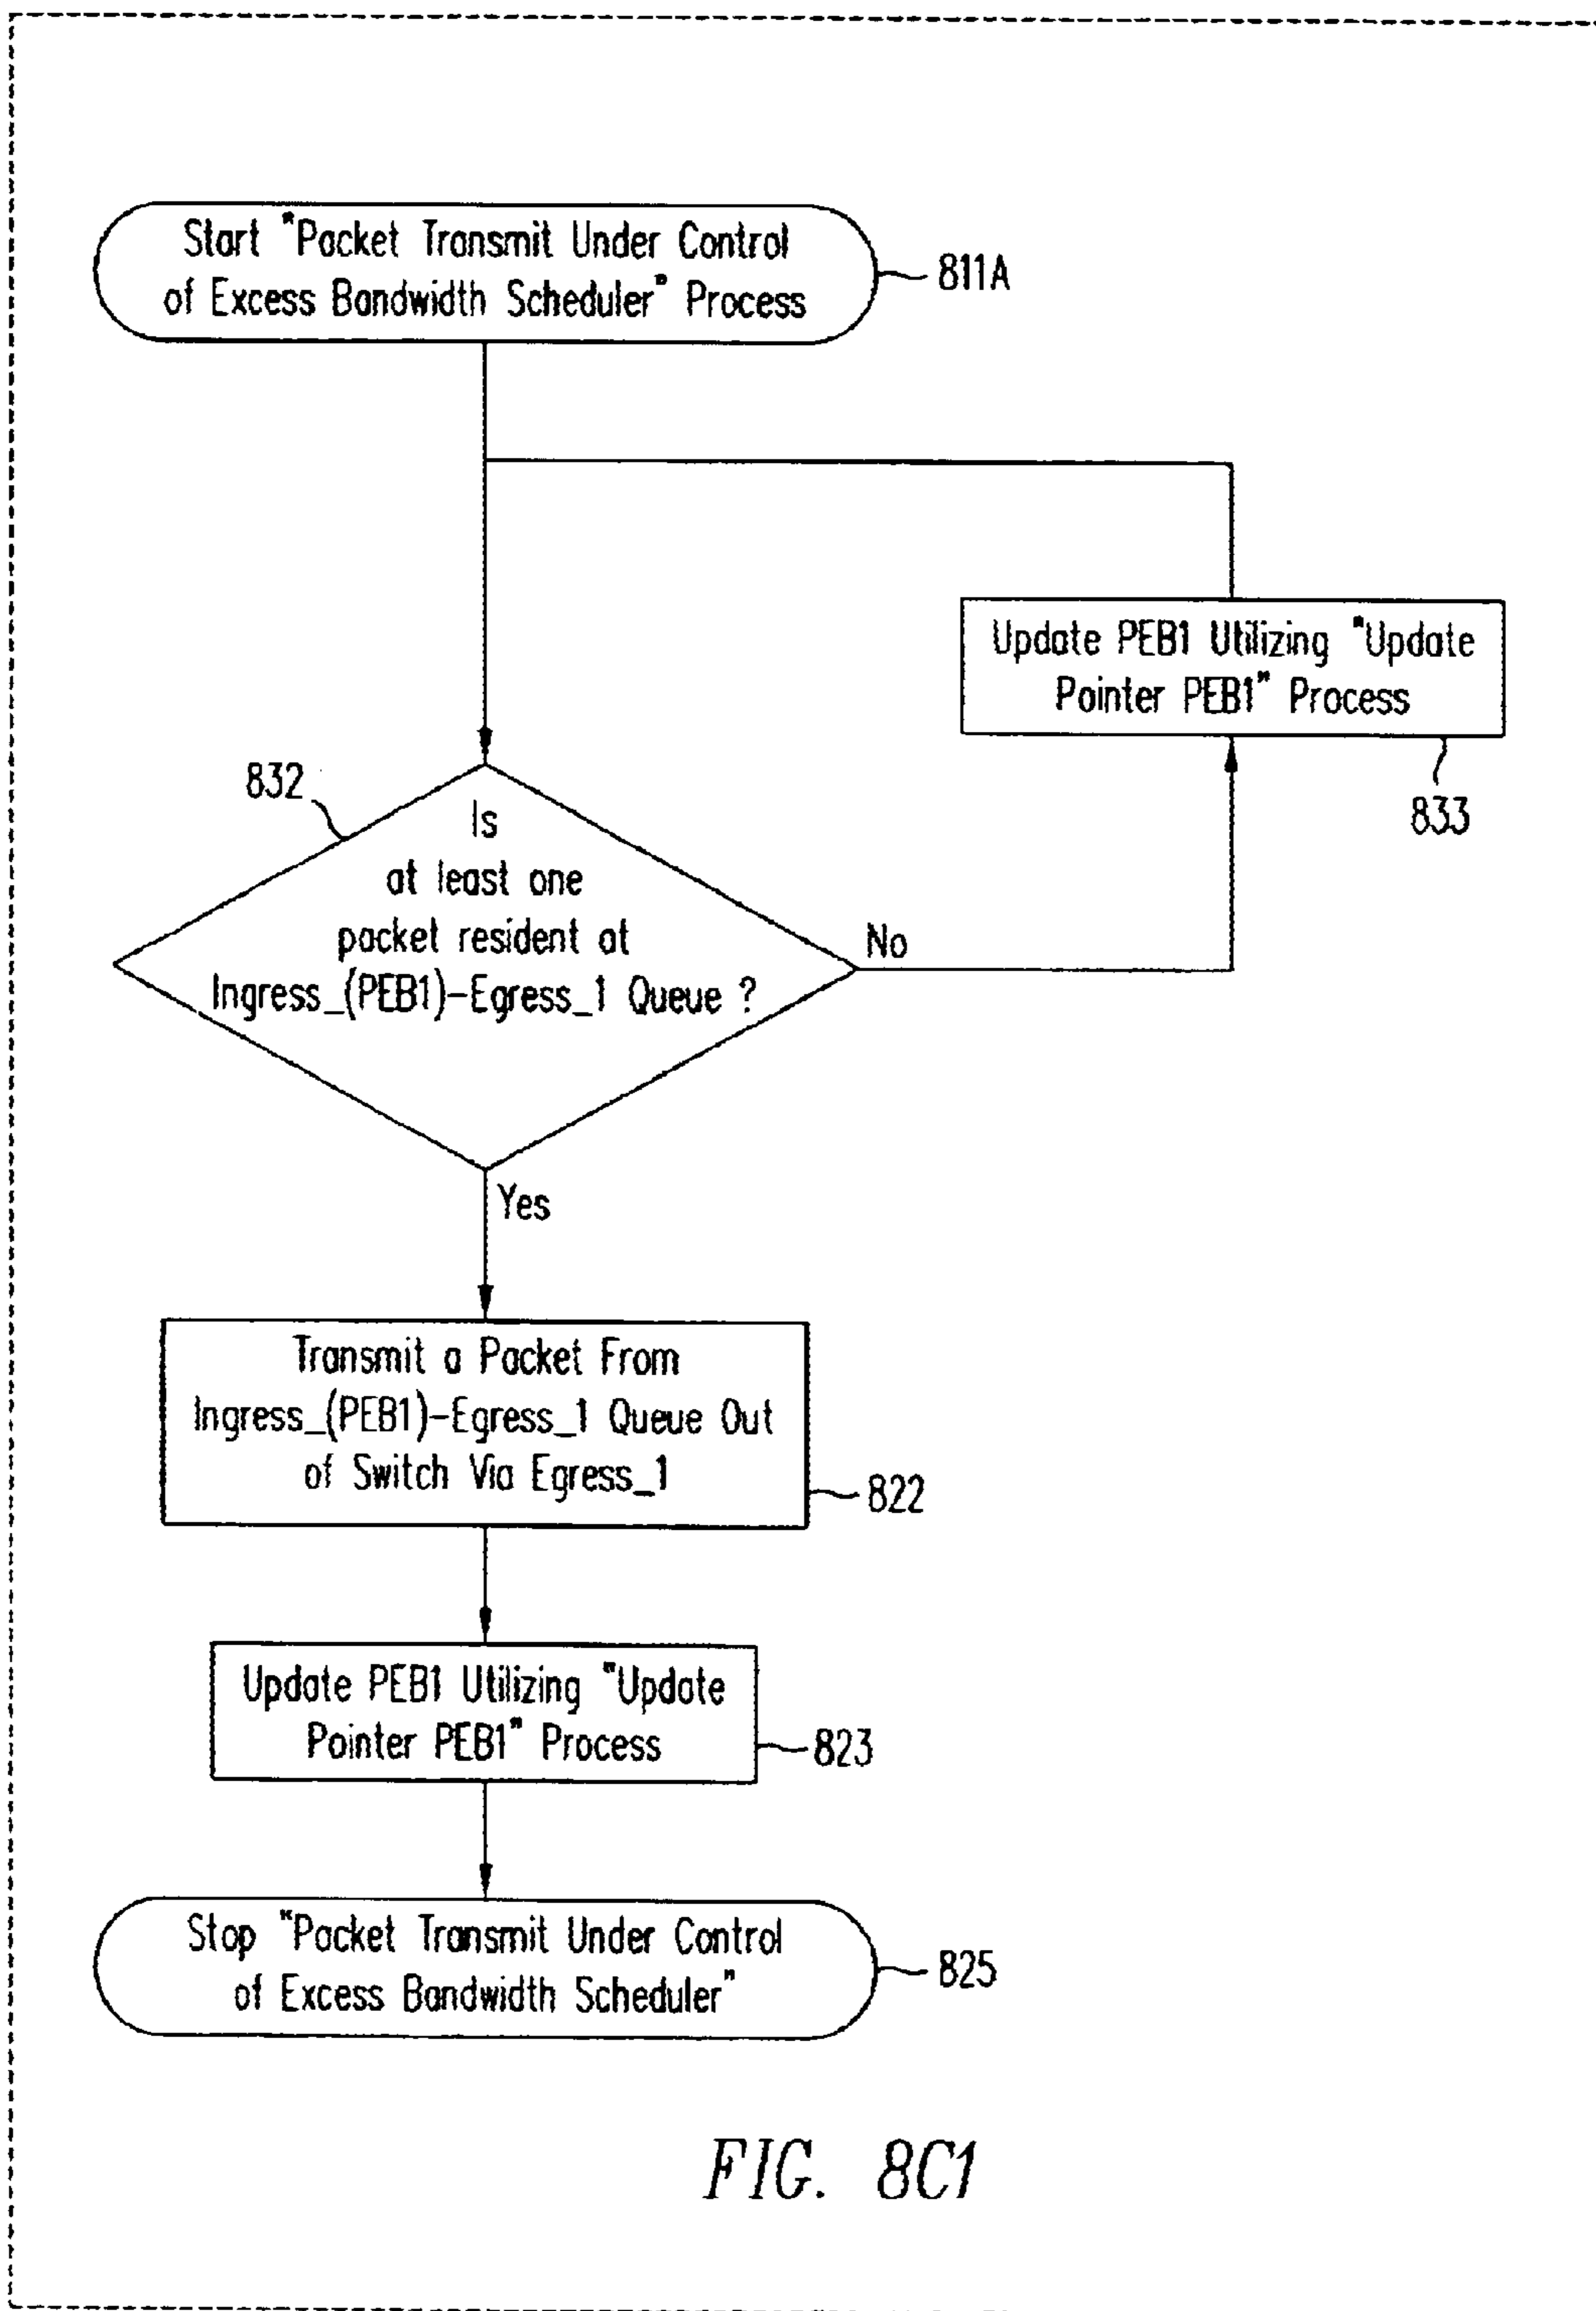 Start "Packet Transmit Under Control
of Excess Bandwidth Scheduler" Process
811A
Update PEB1 Utilizing "Update
Pointer PEB1" Process
833
832
Is
at least one
packet resident at
Ingress_(PEB1)-Egress_1 Queue ?
No
Yes
Transmit a Packet From
Ingress_(PEB1)-Egress_1 Queue Out
of Switch Via Egress_1
822
Update PEB1 Utilizing "Update
Pointer PEB1" Process
823
Stop "Packet Transmit Under Control
of Excess Bandwidth Scheduler"
825
FIG. 8C1